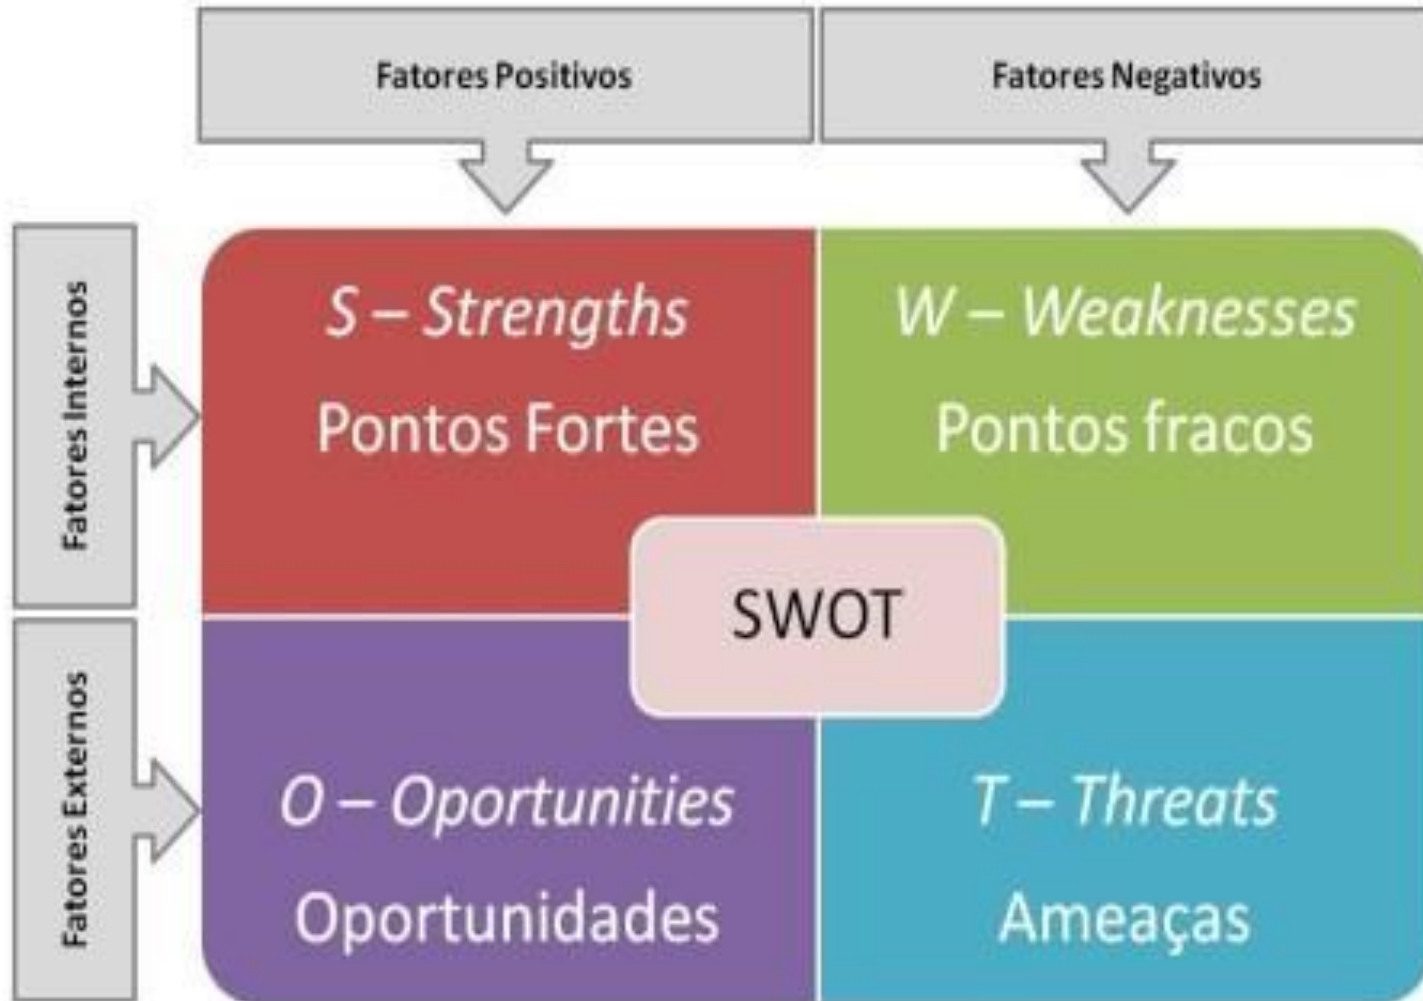 Fatores Positivos
Fatores Negativos
Fatores Internos
S – Strengths
Pontos Fortes
W – Weaknesses
Pontos fracos
SWOT
Fatores Externos
O – Oportunities
Oportunidades
T – Threats
Ameaças